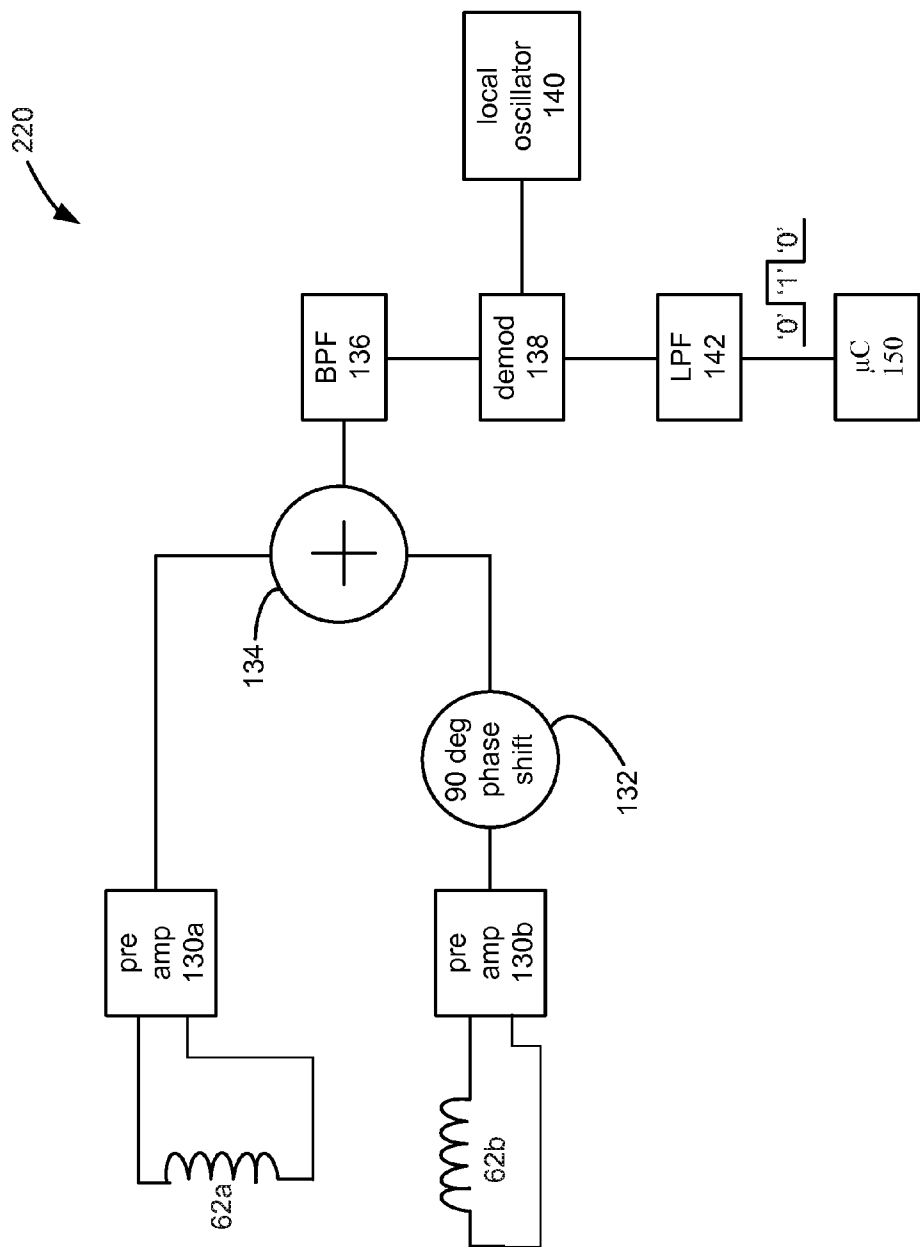 220
62a
pre
amp
130a
134
62b
pre
amp
130b
90 deg
phase
shift
132
BPF
136
demod
138
local
oscillator
140
LPF
142
'0' '1' '0'
µC
150